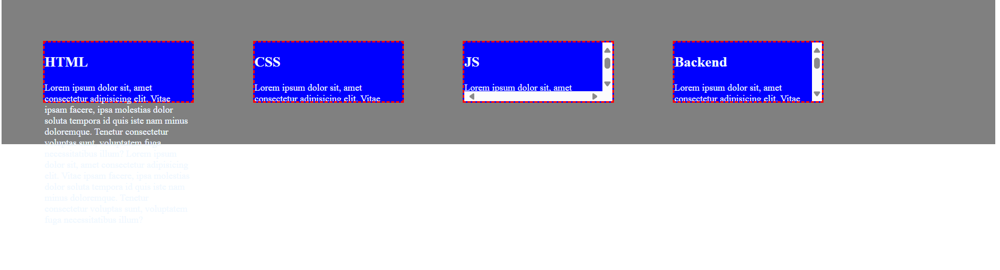 HTML
Lorem ipsum dolor sit, amet
consectetur adipisicing elit. Vitae
ipsam facere, ipsa molestias dolor
soluta tempora id quis iste nam minus
doloremque. Tenetur consectetur
voluptas sunt, voluptatem fuga
necessitatibus illum? Lorem ipsum
dolor sit, amet consectetur adipisicing
elit. Vitae ipsam facere, ipsa molestias
dolor soluta tempora id quis iste nam
minus doloremque. Tenetur
consectetur voluptas sunt, voluptatem
fuga necessitatibus illum?
CSS
Lorem ipsum dolor sit, amet
consectetur adipisicing elit. Vitae
JS
Lorem ipsum dolor sit, amet
Backend
Lorem ipsum dolor sit, amet
consectetur adipisicing elit. Vitae